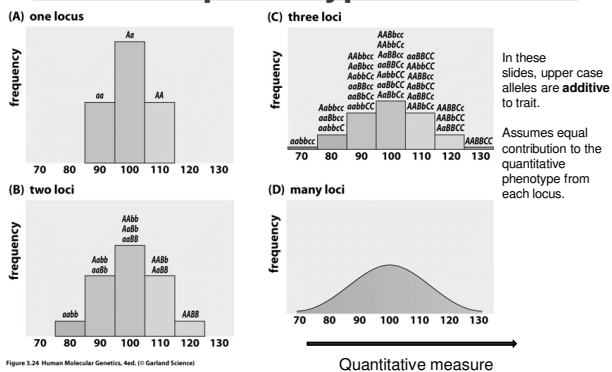 (A) one locus
Aa
aa
AA
frequency
70 80 90 100 110 120 130
(B) two loci
AAbb
AaBb
aaBB
Aabb
aaBb
AABb
AaBB
aabb
AABB
frequency
70 80 90 100 110 120 130
Figure 3.24 Human Molecular Genetics, 4ed. (© Garland Science)
(C) three loci
frequency
aabbcc
Aabbcc
aaBbcc
aabbcC
AAbbcc
AaBbcc
AabbCc
aaBBcc
aaBbCc
aabbCC
AABbcc
AAbbCc
AaBBcc
aaBBCc
AabbCC
aaBbCC
AaBbCc
aaBBCC
AAbbCC
AABBcc
AaBbCC
AaBBCc
AABbCc
AABBCc
AABbCC
AaBBCC
AABBCC
70 80 90 100 110 120 130
(D) many loci
frequency
70 80 90 100 110 120 130
Quantitative measure
In these
slides, upper case
alleles are additive
to trait.
Assumes equal
contribution to the
quantitative
phenotype from
each locus.